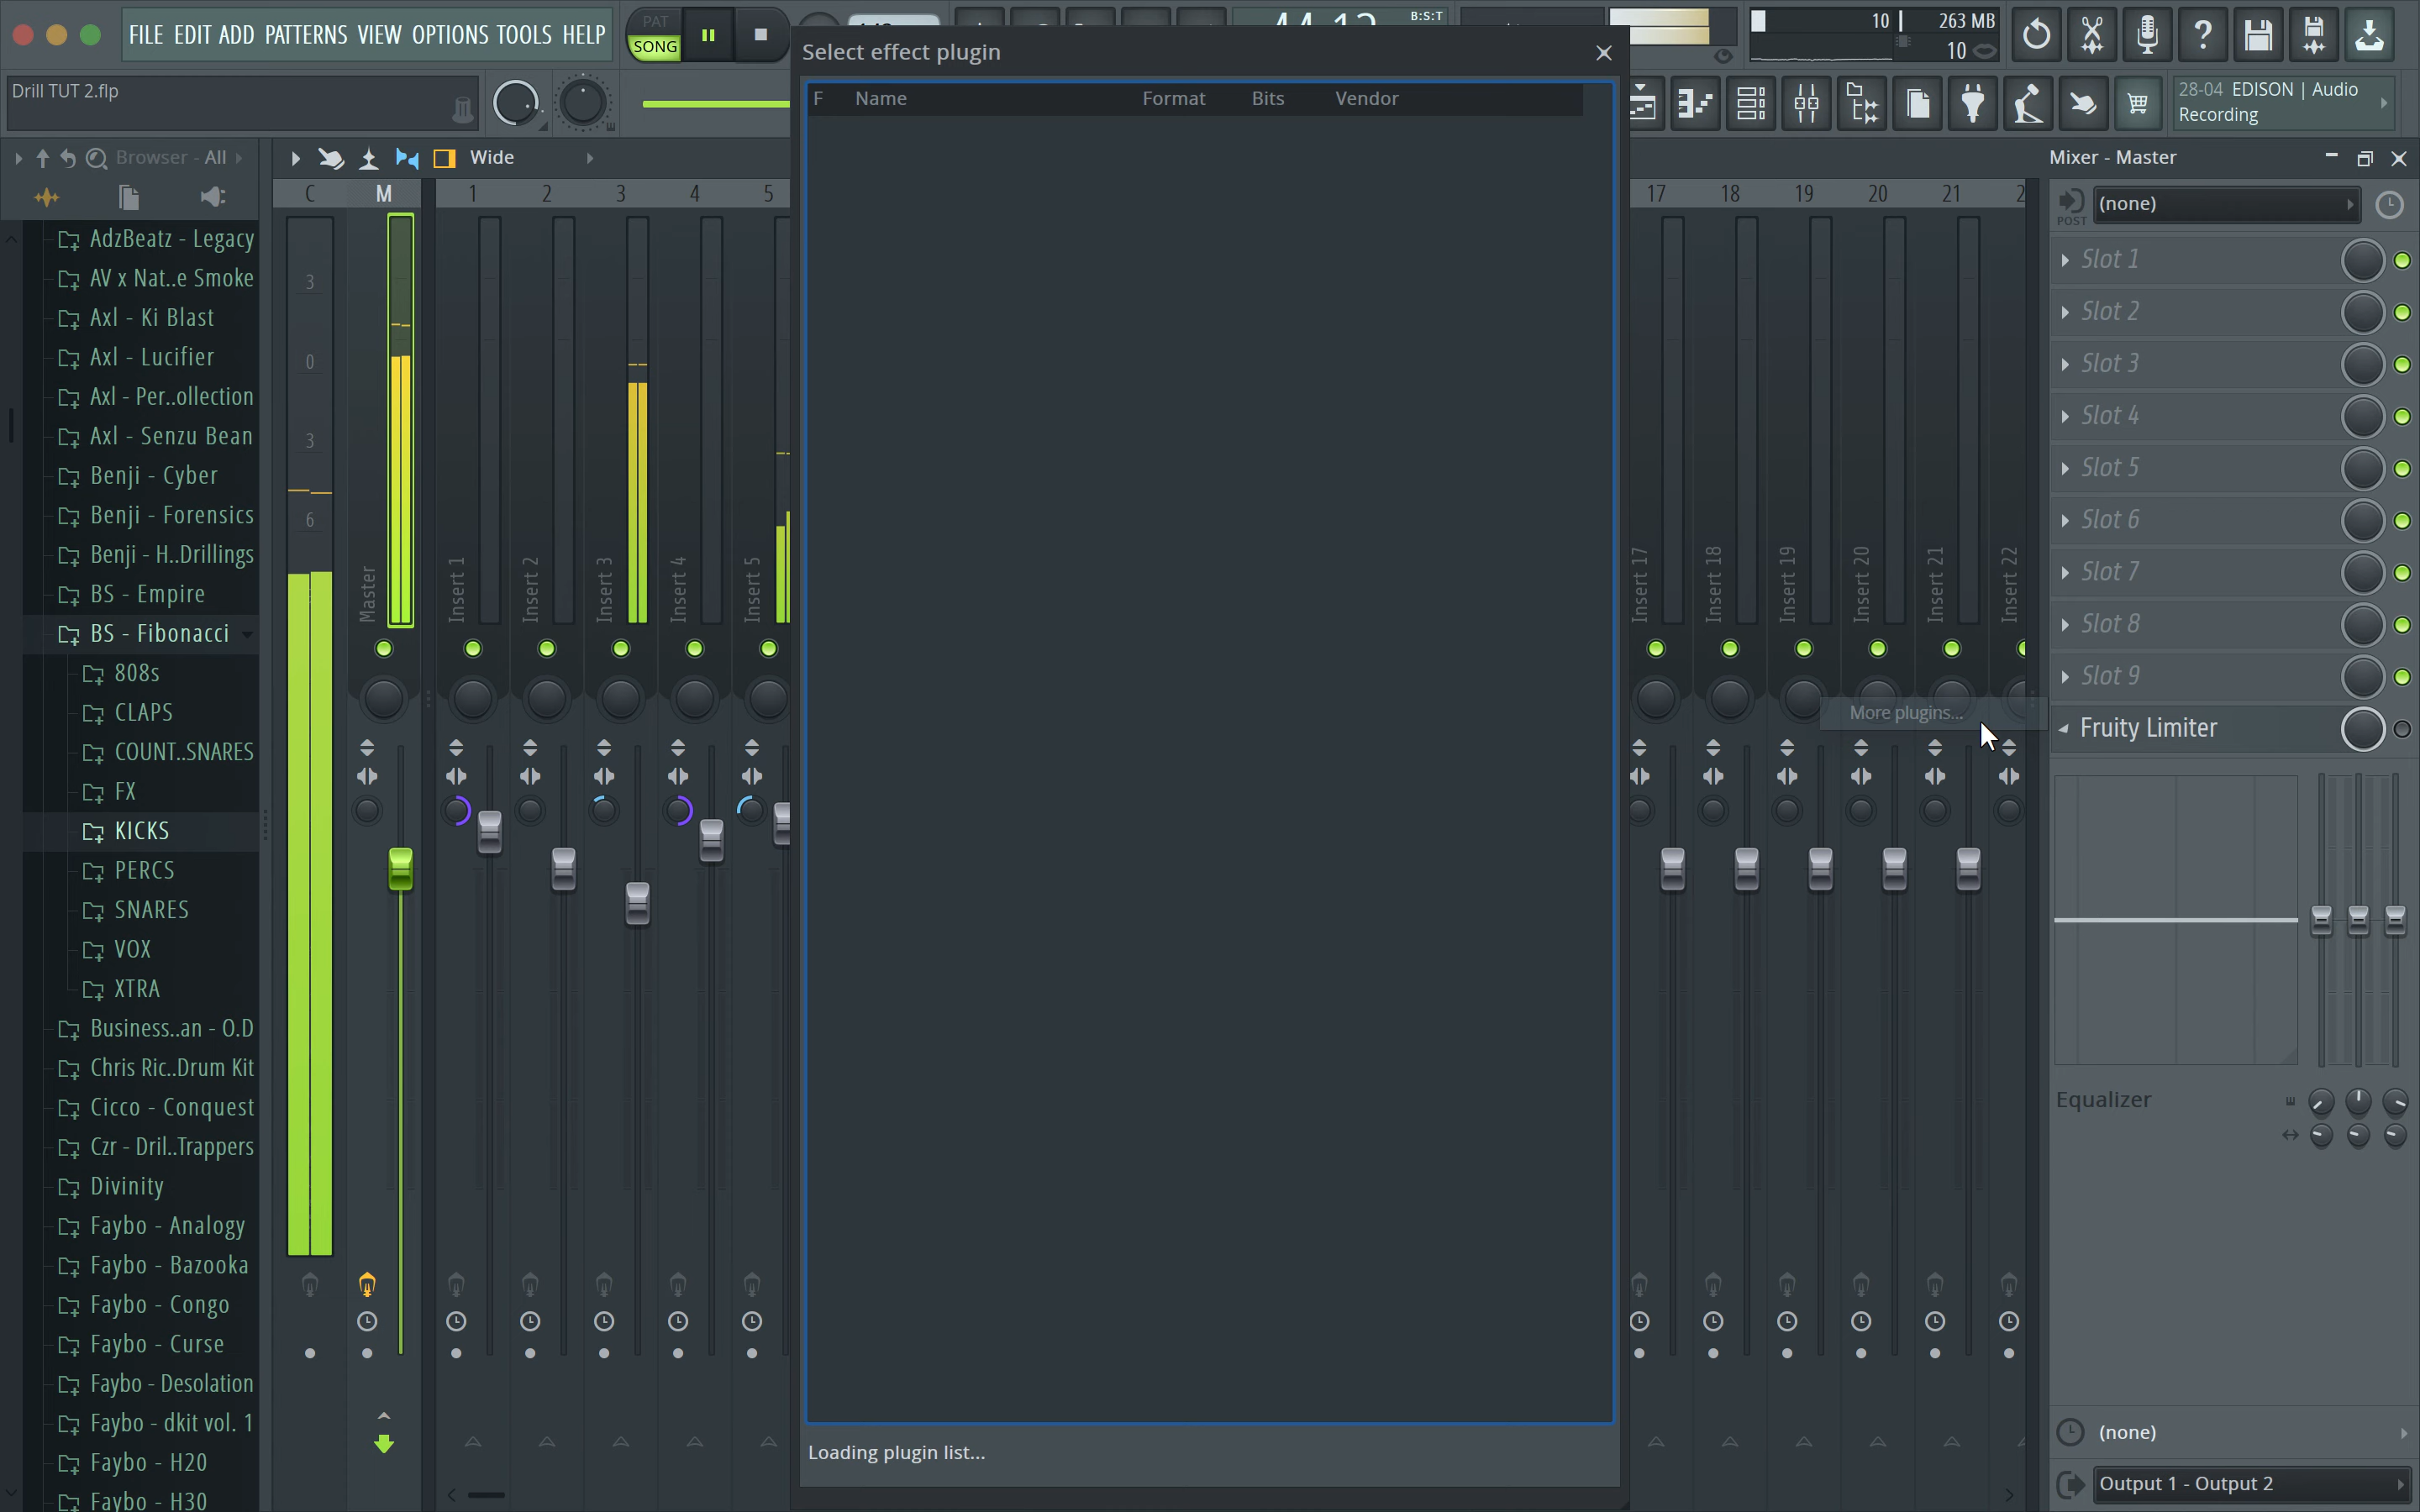 FILE EDIT ADD PATTERNS VIEW OPTIONS TOOLS HELP
PAT
SONG
B:S:T
10
263 MB
10
Drill TUT 2.flp
28-04 EDISON | Audio
Recording
Select effect plugin
F Name Format Bits Vendor
Loading plugin list...
Browser - All
AdzBeatz - Legacy
AV x Nat..e Smoke
Axl - Ki Blast
Axl - Lucifier
Axl - Per..ollection
Axl - Senzu Bean
Benji - Cyber
Benji - Forensics
Benji - H..Drillings
BS - Empire
BS - Fibonacci
808s
CLAPS
COUNT..SNARES
FX
KICKS
PERCS
SNARES
VOX
XTRA
Business..an - O.D
Chris Ric..Drum Kit
Cicco - Conquest
Czr - Dril..Trappers
Divinity
Faybo - Analogy
Faybo - Bazooka
Faybo - Congo
Faybo - Curse
Faybo - Desolation
Faybo - dkit vol. 1
Faybo - H20
Faybo - H30
Wide
C M 1 2 3 4 5
17 18 19 20 21 2
3
0
3
6
Master
Insert 1
Insert 2
Insert 3
Insert 4
Insert 5
Insert 17
Insert 18
Insert 19
Insert 20
Insert 21
Insert 22
More plugins...
Mixer - Master
POST
(none)
Slot 1
Slot 2
Slot 3
Slot 4
Slot 5
Slot 6
Slot 7
Slot 8
Slot 9
Fruity Limiter
Equalizer
(none)
Output 1 - Output 2